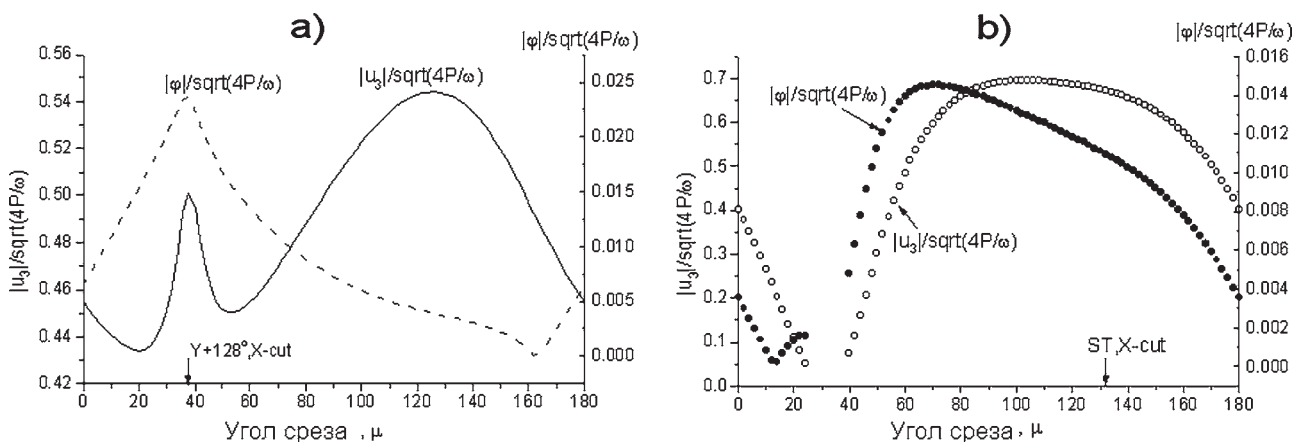 a)
|φ|/sqrt(4P/ω)
0.56
0.54
0.52
0.50
0.48
0.46
0.44
0.42
|u₃|/sqrt(4P/ω)
|φ|/sqrt(4P/ω)
|u₃|/sqrt(4P/ω)
0.025
0.020
0.015
0.010
0.005
0.000
Y+128°,X-cut
0 20 40 60 80 100 120 140 160 180
Угол среза , μ
b)
|φ|/sqrt(4P/ω)
0.7
0.6
0.5
0.4
0.3
0.2
0.1
0.0
|u₃|/sqrt(4P/ω)
|φ|/sqrt(4P/ω)
|u₃|/sqrt(4P/ω)
0.016
0.014
0.012
0.010
0.008
0.006
0.004
0.002
0.000
ST,X-cut
0 20 40 60 80 100 120 140 160 180
Угол среза , μ